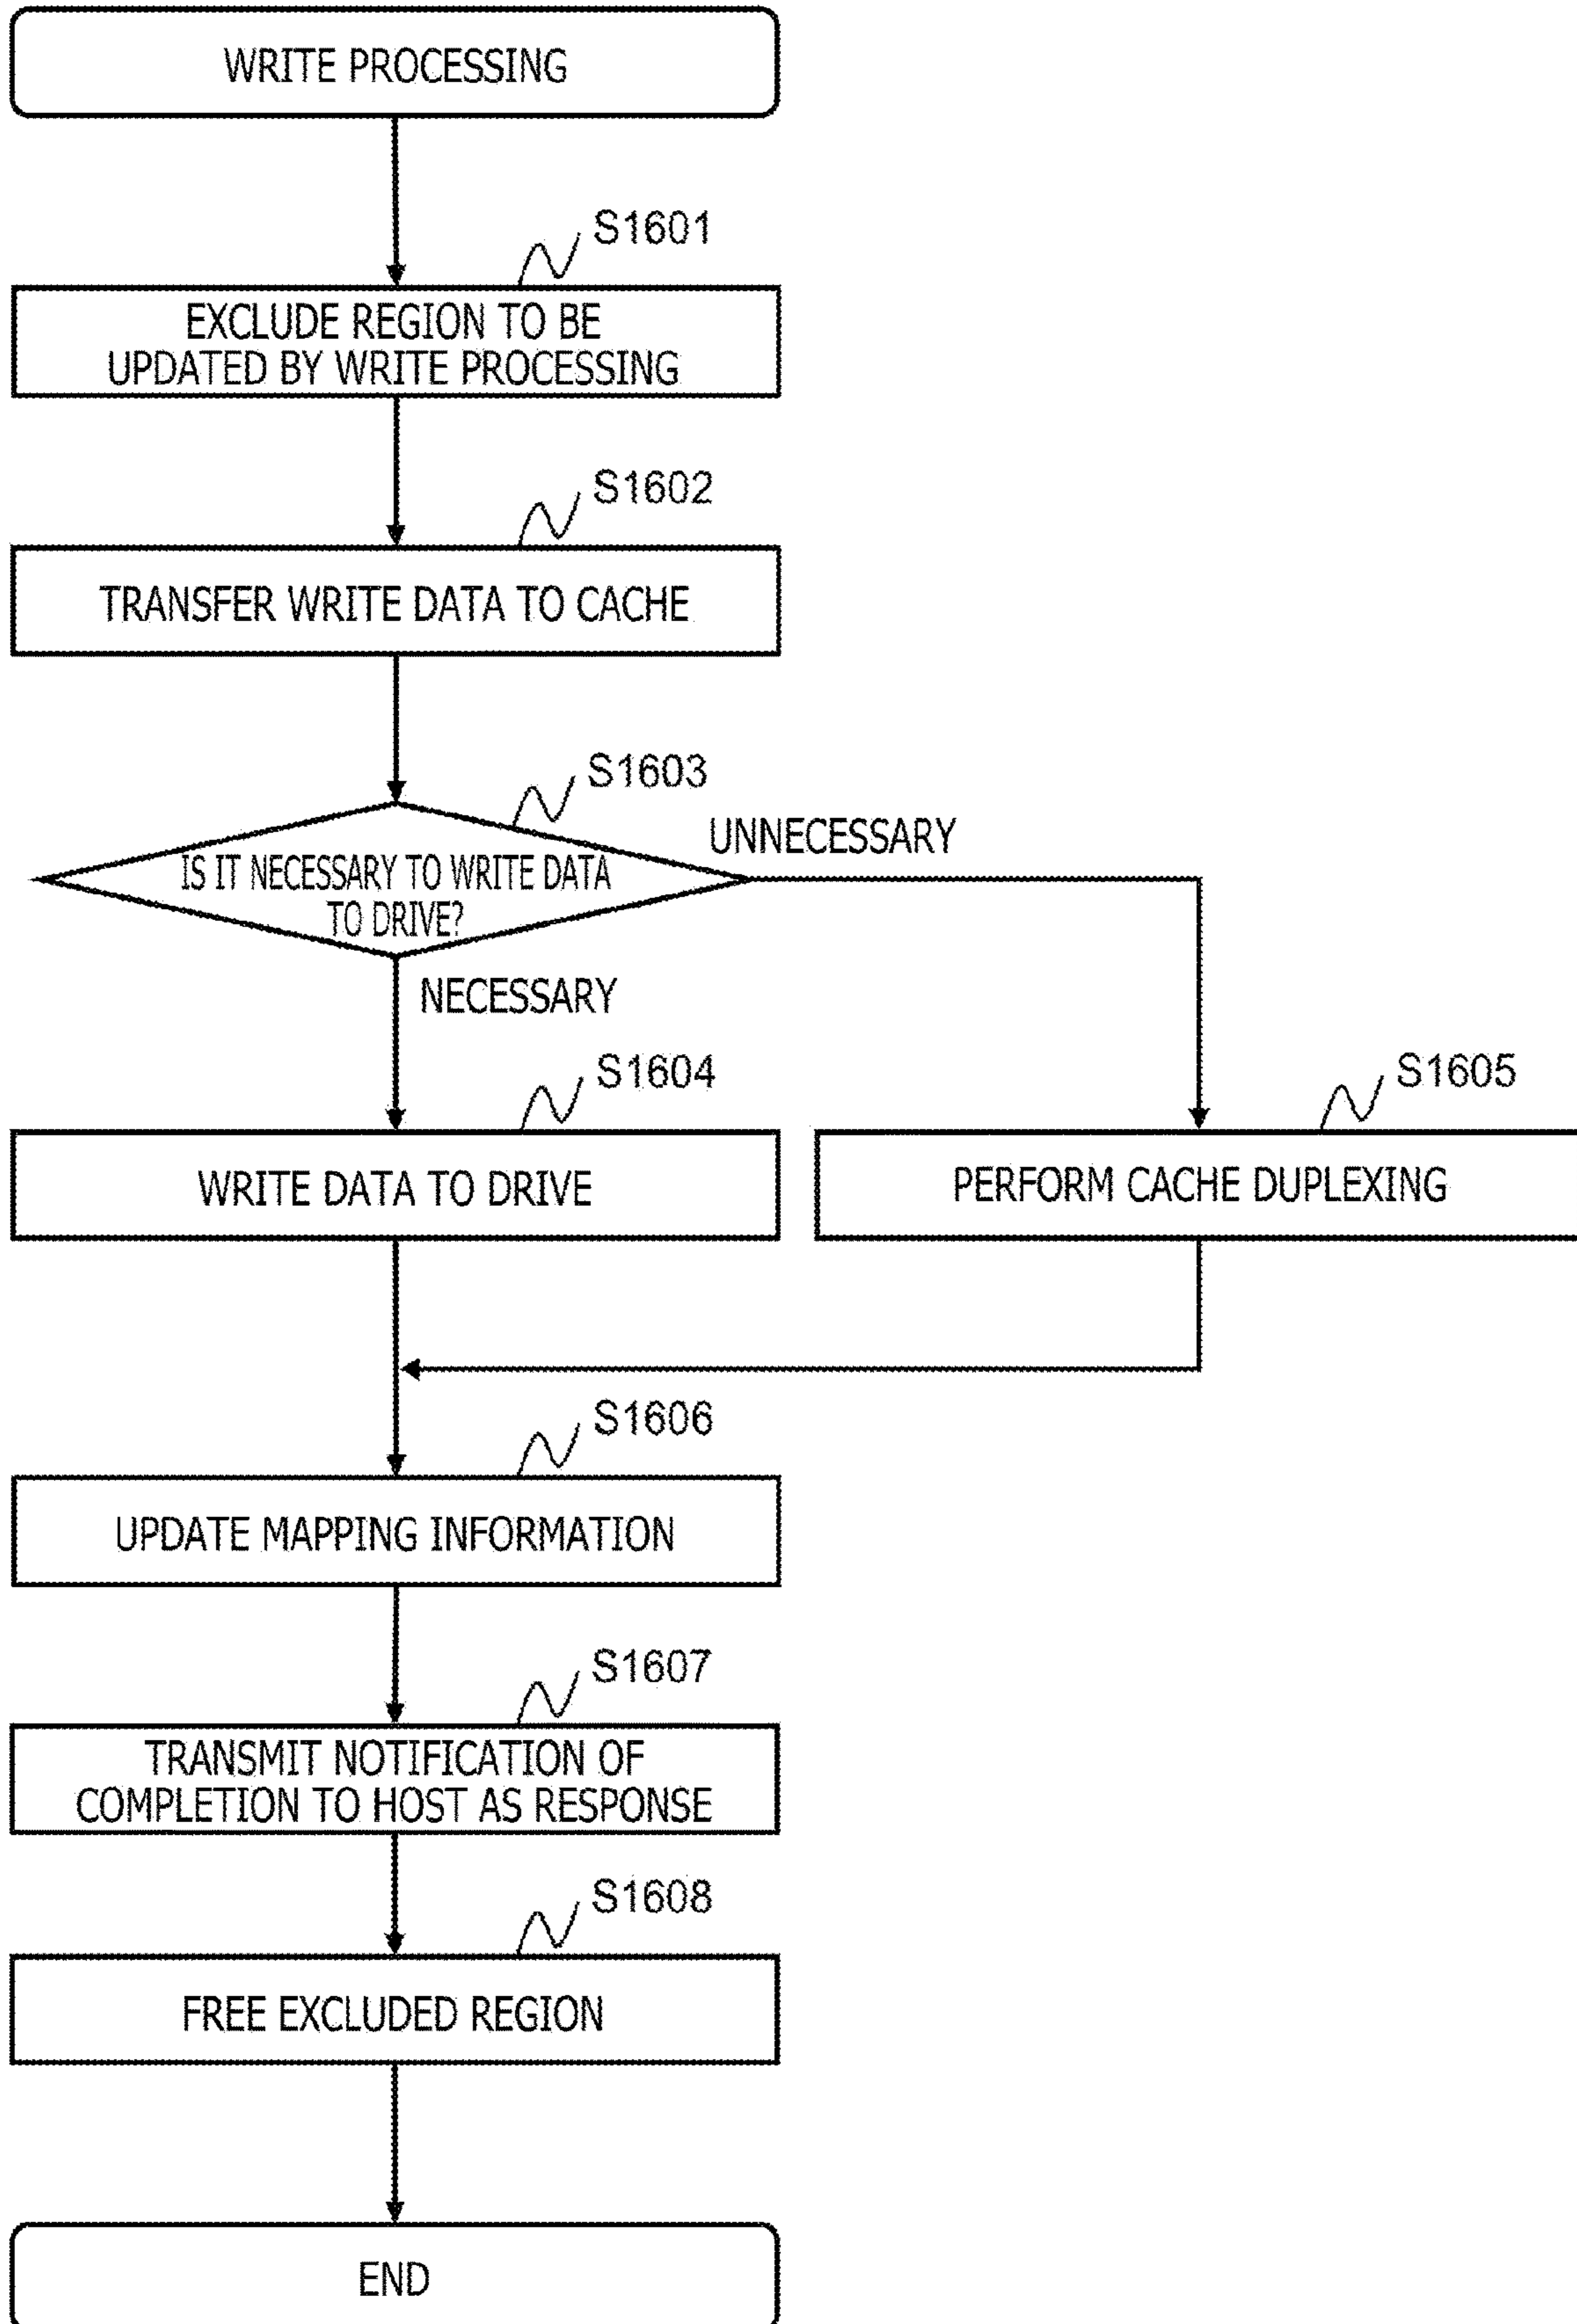 WRITE PROCESSING
S1601
EXCLUDE REGION TO BE
UPDATED BY WRITE PROCESSING
S1602
TRANSFER WRITE DATA TO CACHE
S1603
UNNECESSARY
IS IT NECESSARY TO WRITE DATA
TO DRIVE?
NECESSARY
S1604
S1605
WRITE DATA TO DRIVE
PERFORM CACHE DUPLEXING
S1606
UPDATE MAPPING INFORMATION
S1607
TRANSMIT NOTIFICATION OF
COMPLETION TO HOST AS RESPONSE
S1608
FREE EXCLUDED REGION
END